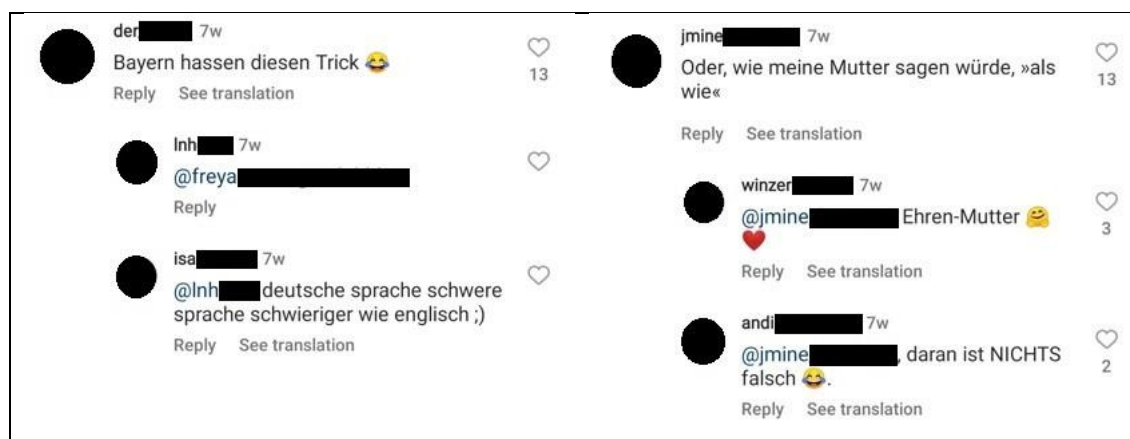 der 7w
Bayern hassen diesen Trick 😂
13
Reply See translation
lnh 7w
@freya
Reply
isa 7w
@lnh deutsche sprache schwere
sprache schwieriger wie englisch ;)
Reply See translation
jmine 7w
Oder, wie meine Mutter sagen würde, »als
wie«
13
Reply See translation
winzer 7w
@jmine Ehren-Mutter 🤗
❤️
3
Reply See translation
andi 7w
@jmine , daran ist NICHTS
falsch 😂.
2
Reply See translation